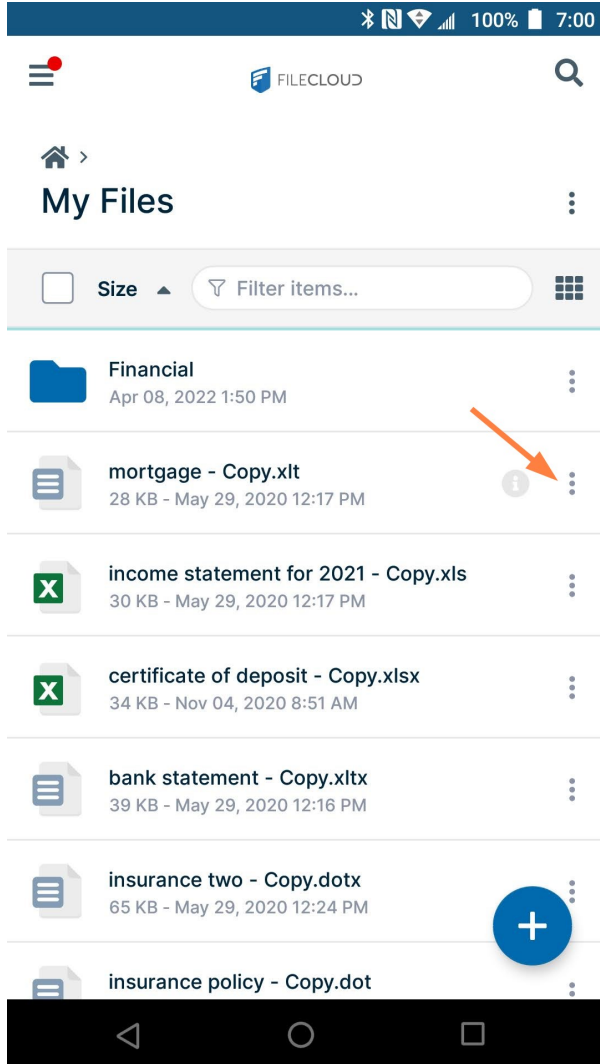 100% 7:00
FILECLOUD
My Files
Size Filter items...
Financial
Apr 08, 2022 1:50 PM
mortgage - Copy.xlt
28 KB - May 29, 2020 12:17 PM
income statement for 2021 - Copy.xls
30 KB - May 29, 2020 12:17 PM
certificate of deposit - Copy.xlsx
34 KB - Nov 04, 2020 8:51 AM
bank statement - Copy.xltx
39 KB - May 29, 2020 12:16 PM
insurance two - Copy.dotx
65 KB - May 29, 2020 12:24 PM
insurance policy - Copy.dot